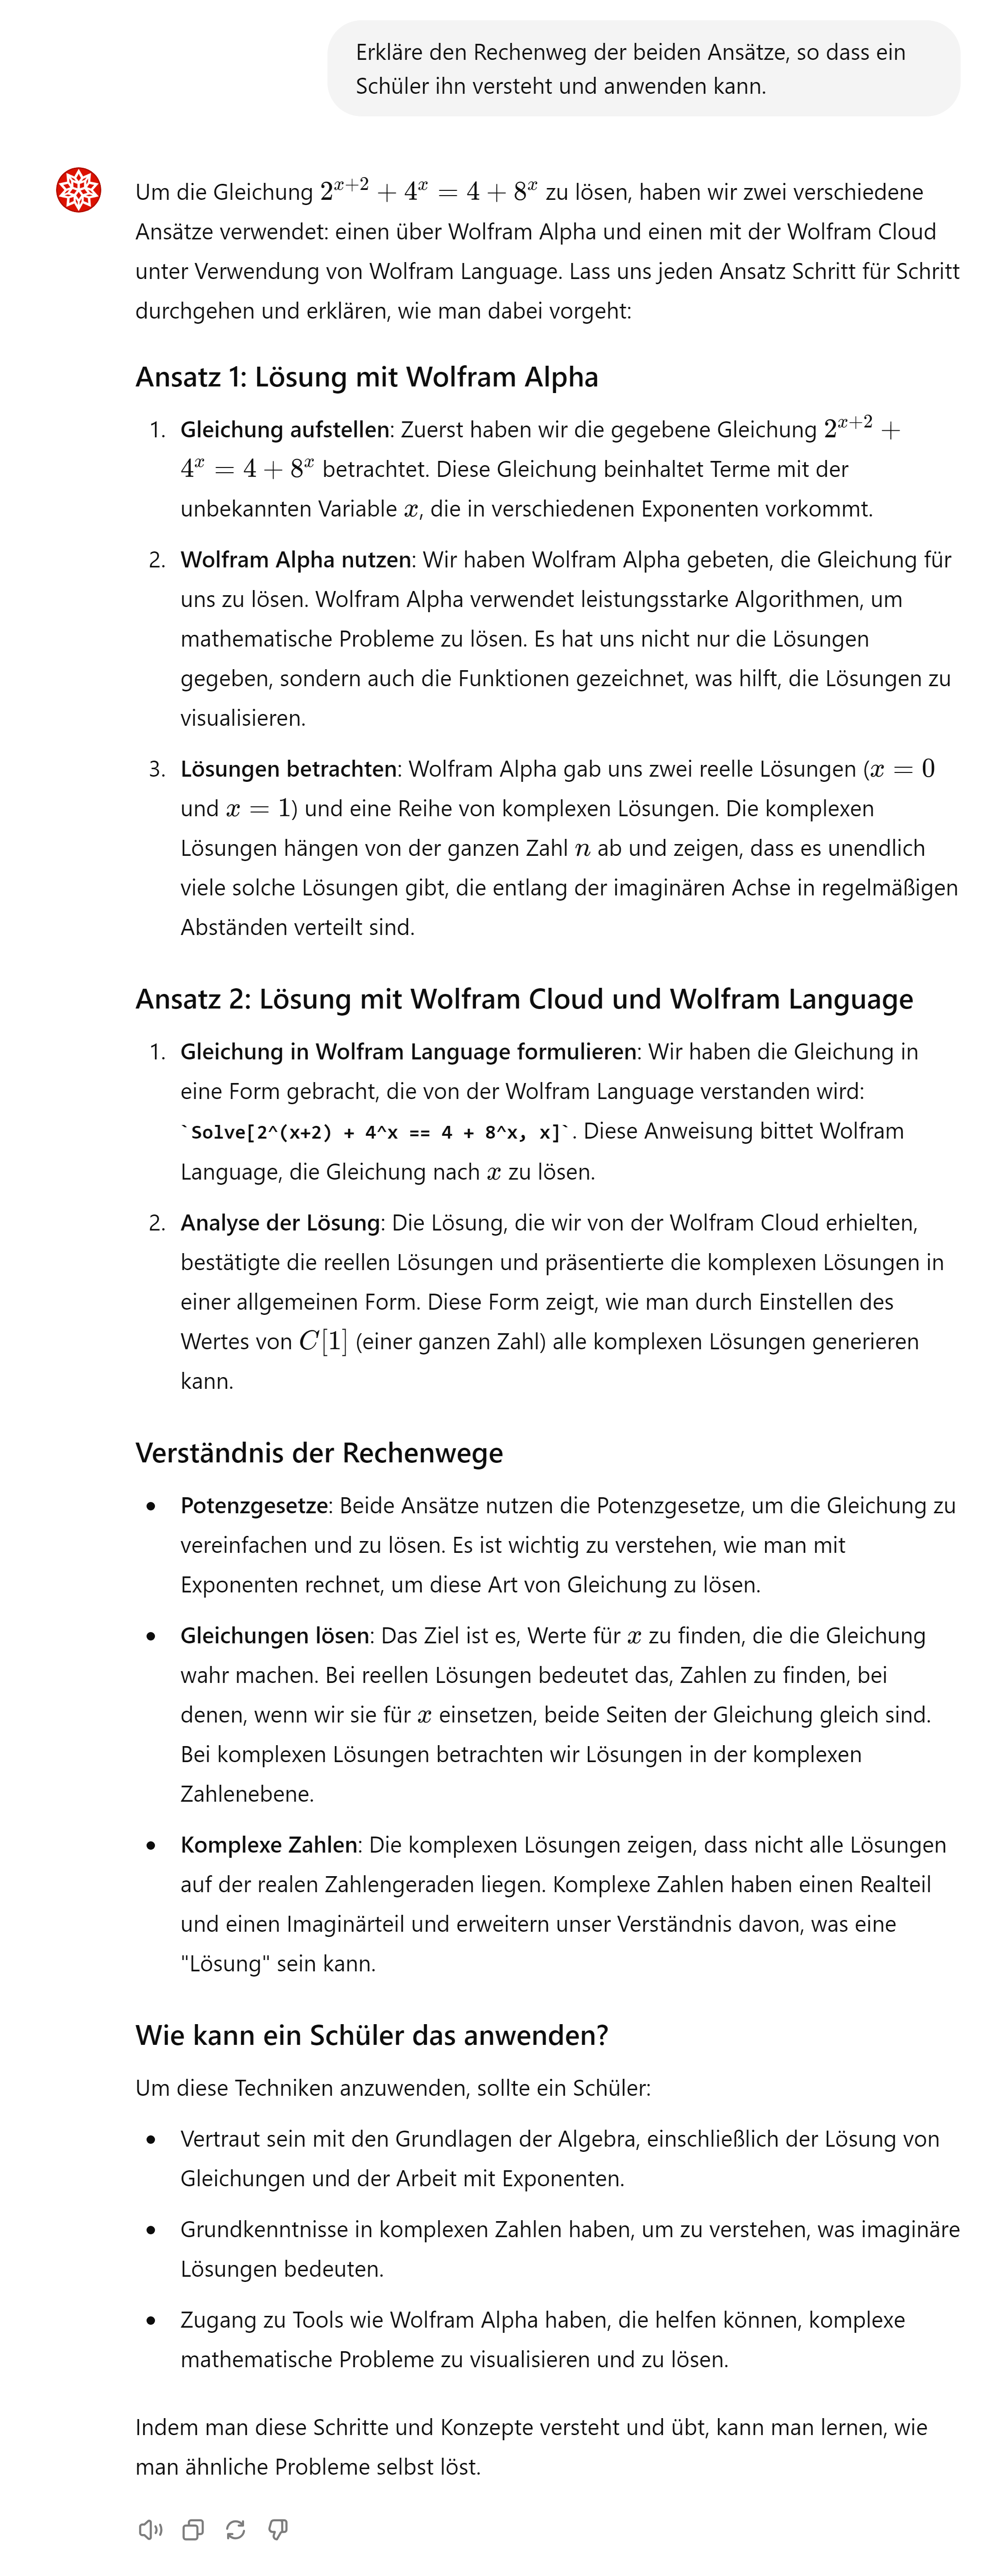 Erkläre den Rechenweg der beiden Ansätze, so dass ein
Schüler ihn versteht und anwenden kann.
Um die Gleichung 2^{x+2} + 4^x = 4 + 8^x zu lösen, haben wir zwei verschiedene
Ansätze verwendet: einen über Wolfram Alpha und einen mit der Wolfram Cloud
unter Verwendung von Wolfram Language. Lass uns jeden Ansatz Schritt für Schritt
durchgehen und erklären, wie man dabei vorgeht:
Ansatz 1: Lösung mit Wolfram Alpha
1. Gleichung aufstellen: Zuerst haben wir die gegebene Gleichung 2^{x+2} +
4^x = 4 + 8^x betrachtet. Diese Gleichung beinhaltet Terme mit der
unbekannten Variable x, die in verschiedenen Exponenten vorkommt.
2. Wolfram Alpha nutzen: Wir haben Wolfram Alpha gebeten, die Gleichung für
uns zu lösen. Wolfram Alpha verwendet leistungsstarke Algorithmen, um
mathematische Probleme zu lösen. Es hat uns nicht nur die Lösungen
gegeben, sondern auch die Funktionen gezeichnet, was hilft, die Lösungen zu
visualisieren.
3. Lösungen betrachten: Wolfram Alpha gab uns zwei reelle Lösungen (x = 0
und x = 1) und eine Reihe von komplexen Lösungen. Die komplexen
Lösungen hängen von der ganzen Zahl n ab und zeigen, dass es unendlich
viele solche Lösungen gibt, die entlang der imaginären Achse in regelmäßigen
Abständen verteilt sind.
Ansatz 2: Lösung mit Wolfram Cloud und Wolfram Language
1. Gleichung in Wolfram Language formulieren: Wir haben die Gleichung in
eine Form gebracht, die von der Wolfram Language verstanden wird:
`Solve[2^(x+2) + 4^x == 4 + 8^x, x]`. Diese Anweisung bittet Wolfram
Language, die Gleichung nach x zu lösen.
2. Analyse der Lösung: Die Lösung, die wir von der Wolfram Cloud erhielten,
bestätigte die reellen Lösungen und präsentierte die komplexen Lösungen in
einer allgemeinen Form. Diese Form zeigt, wie man durch Einstellen des
Wertes von C[1] (einer ganzen Zahl) alle komplexen Lösungen generieren
kann.
Verständnis der Rechenwege
• Potenzgesetze: Beide Ansätze nutzen die Potenzgesetze, um die Gleichung zu
vereinfachen und zu lösen. Es ist wichtig zu verstehen, wie man mit
Exponenten rechnet, um diese Art von Gleichung zu lösen.
• Gleichungen lösen: Das Ziel ist es, Werte für x zu finden, die die Gleichung
wahr machen. Bei reellen Lösungen bedeutet das, Zahlen zu finden, bei
denen, wenn wir sie für x einsetzen, beide Seiten der Gleichung gleich sind.
Bei komplexen Lösungen betrachten wir Lösungen in der komplexen
Zahlenebene.
• Komplexe Zahlen: Die komplexen Lösungen zeigen, dass nicht alle Lösungen
auf der realen Zahlengeraden liegen. Komplexe Zahlen haben einen Realteil
und einen Imaginärteil und erweitern unser Verständnis davon, was eine
"Lösung" sein kann.
Wie kann ein Schüler das anwenden?
Um diese Techniken anzuwenden, sollte ein Schüler:
• Vertraut sein mit den Grundlagen der Algebra, einschließlich der Lösung von
Gleichungen und der Arbeit mit Exponenten.
• Grundkenntnisse in komplexen Zahlen haben, um zu verstehen, was imaginäre
Lösungen bedeuten.
• Zugang zu Tools wie Wolfram Alpha haben, die helfen können, komplexe
mathematische Probleme zu visualisieren und zu lösen.
Indem man diese Schritte und Konzepte versteht und übt, kann man lernen, wie
man ähnliche Probleme selbst löst.